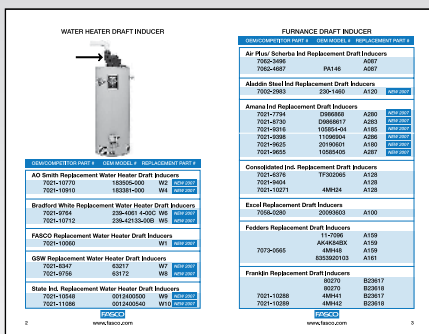 WATER HEATER DRAFT INDUCER
OEM/COMPETITOR PART # OEM MODEL # REPLACEMENT PART #
AO Smith Replacement Water Heater Draft Inducers
7021-10770 183505-000 W2 NEW 2007
7021-10910 183381-000 W4 NEW 2007
Bradford White Replacement Water Heater Draft Inducers
7021-9764 239-4061 4-00C W6 NEW 2007
7021-10712 239-42133-00B W5 NEW 2007
FASCO Replacement Water Heater Draft Inducers
7021-10060 W1 NEW 2007
GSW Replacement Water Heater Draft Inducers
7021-8347 63217 W7 NEW 2007
7021-9756 63172 W8 NEW 2007
State Ind. Replacement Water Heater Draft Inducers
7021-10548 0012400500 W9 NEW 2007
7021-11086 0012400540 W10 NEW 2007
2
FASCO
www.fasco.com
FURNANCE DRAFT INDUCER
OEM/COMPETITOR PART # OEM MODEL # REPLACEMENT PART #
Air Plus/ Scherba Ind Replacement Draft Inducers
7062-3496 A087
7062-4687 PA146 A067
Aladdin Steel Ind Replacement Draft Inducers
7002-2983 230-1460 A120 NEW 2007
Amana Ind Replacement Draft Inducers
7021-7794 D986868 A280 NEW 2007
7021-8730 D9868617 A283 NEW 2007
7021-9316 105854-04 A185 NEW 2007
7021-9398 11096904 A286 NEW 2007
7021-9625 20190601 A180 NEW 2007
7021-9655 10585405 A287 NEW 2007
Consolidated Ind. Replacement Draft Inducers
7021-6376 TF302065 A128
7021-9404 A128
7021-10271 4MH24 A128
Excel Replacement Draft Inducers
7058-0280 20093603 A100
Fedders Replacement Draft Inducers
11-7096 A159
AK4K84BX A159
7073-0565 4MH48 A159
8353920103 A161
Franklin Replacement Draft Inducers
80270 B23617
80270 B23618
7021-10288 4MH41 B23617
7021-10289 4MH42 B23618
FASCO
www.fasco.com
3